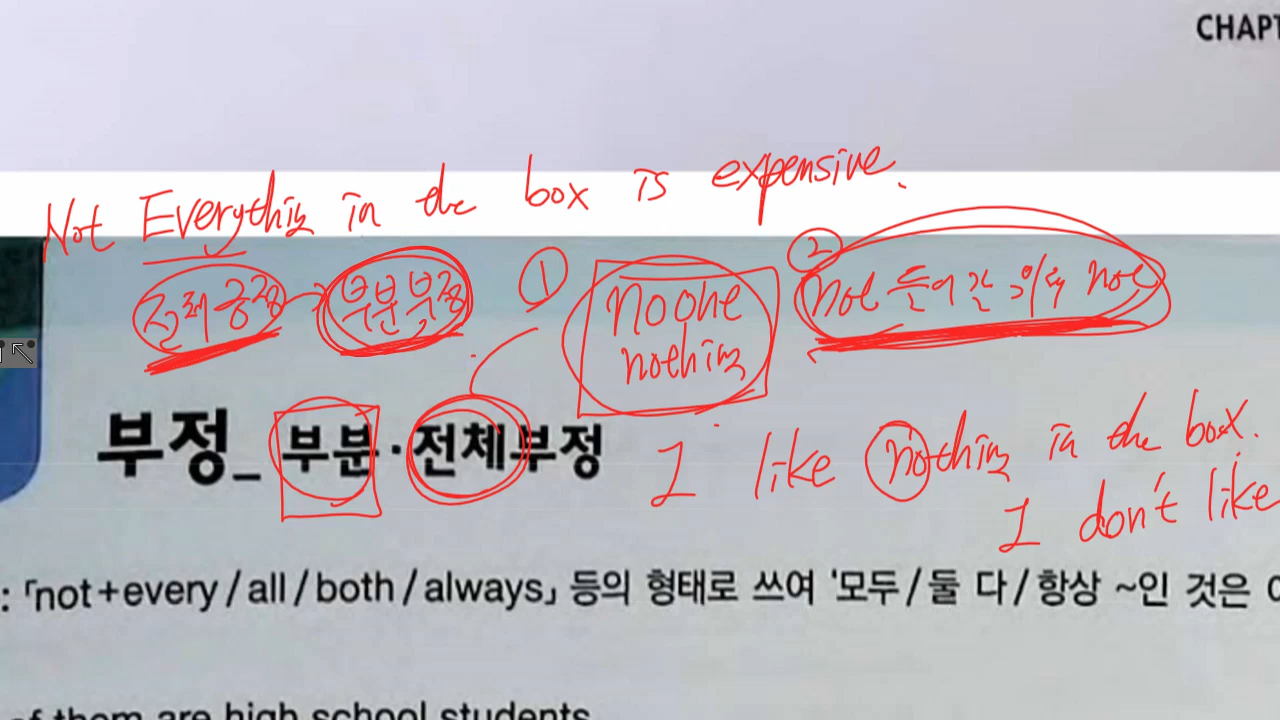 CHAPT
Not Everything in the box is expensive.
전체긍정 → 부분부정
① no one
nothing
② not 들어간 외 not
부정_ 부분·전체부정
I like nothing in the box.
I don't like
: 「not+every/all/both/always」 등의 형태로 쓰여 '모두/둘 다/항상 ~인 것은
of them are high school students